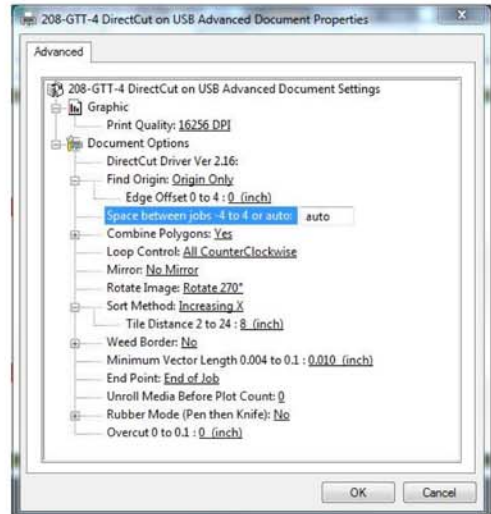 208-GTT-4 DirectCut on USB Advanced Document Properties
Advanced
208-GTT-4 DirectCut on USB Advanced Document Settings
Graphic
Print Quality: 16256 DPI
Document Options
DirectCut Driver Ver 2.16:
Find Origin: Origin Only
Edge Offset 0 to 4 : 0 (inch)
Space between jobs -4 to 4 or auto: auto
Combine Polygons: Yes
Loop Control: All CounterClockwise
Mirror: No Mirror
Rotate Image: Rotate 270°
Sort Method: Increasing X
Tile Distance 2 to 24 : 8 (inch)
Weed Border: No
Minimum Vector Length 0.004 to 0.1 : 0.010 (inch)
End Point: End of Job
Unroll Media Before Plot Count: 0
Rubber Mode (Pen then Knife): No
Overcut 0 to 0.1 : 0 (inch)
OK Cancel